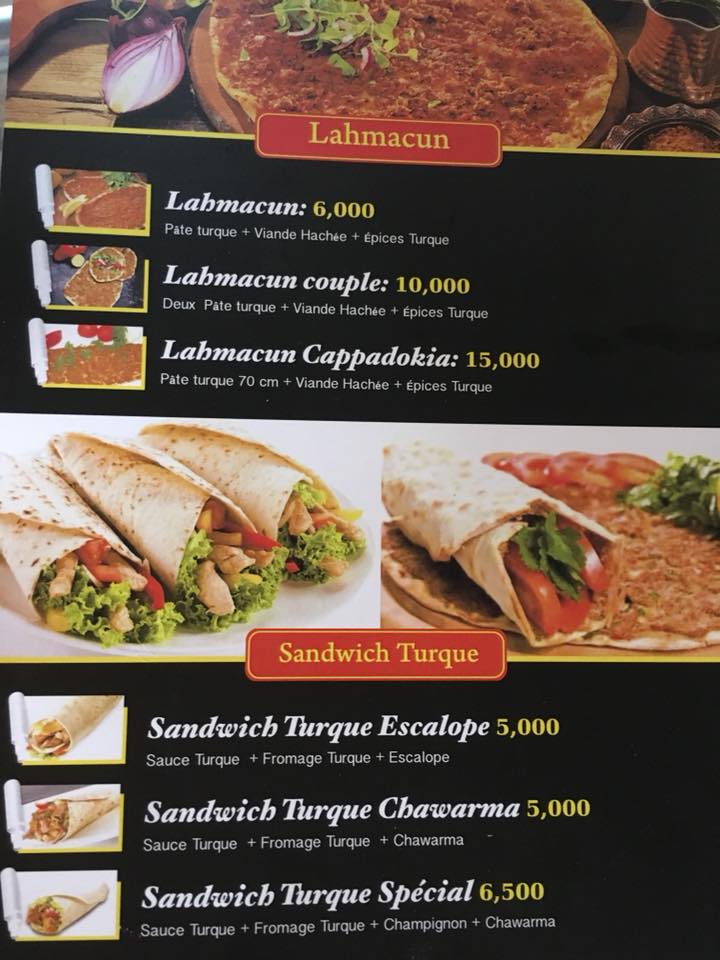 Lahmacun
Lahmacun: 6,000
Pâte turque + Viande Hachée + épices Turque
Lahmacun couple: 10,000
Deux Pâte turque + Viande Hachée + épices Turque
Lahmacun Cappadokia: 15,000
Pâte turque 70 cm + Viande Hachée + épices Turque
Sandwich Turque
Sandwich Turque Escalope 5,000
Sauce Turque + Fromage Turque + Escalope
Sandwich Turque Chawarma 5,000
Sauce Turque + Fromage Turque + Chawarma
Sandwich Turque Spécial 6,500
Sauce Turque + Fromage Turque + Champignon + Chawarma